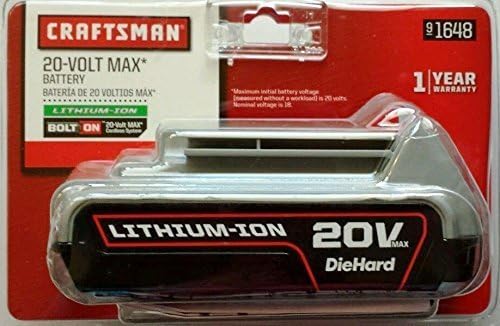 CRAFTSMAN
9 1648
20-VOLT MAX*
BATTERY
BATERÍA DE 20 VOLTIOS MÁX*
LITHIUM-ION
BOLT ON 20-Volt MAX*
Cordless System
*Maximum initial battery voltage
(measured without a workload) is 20 volts.
Nominal voltage is 18.
1 YEAR
WARRANTY
LITHIUM-ION
20V MAX
DieHard